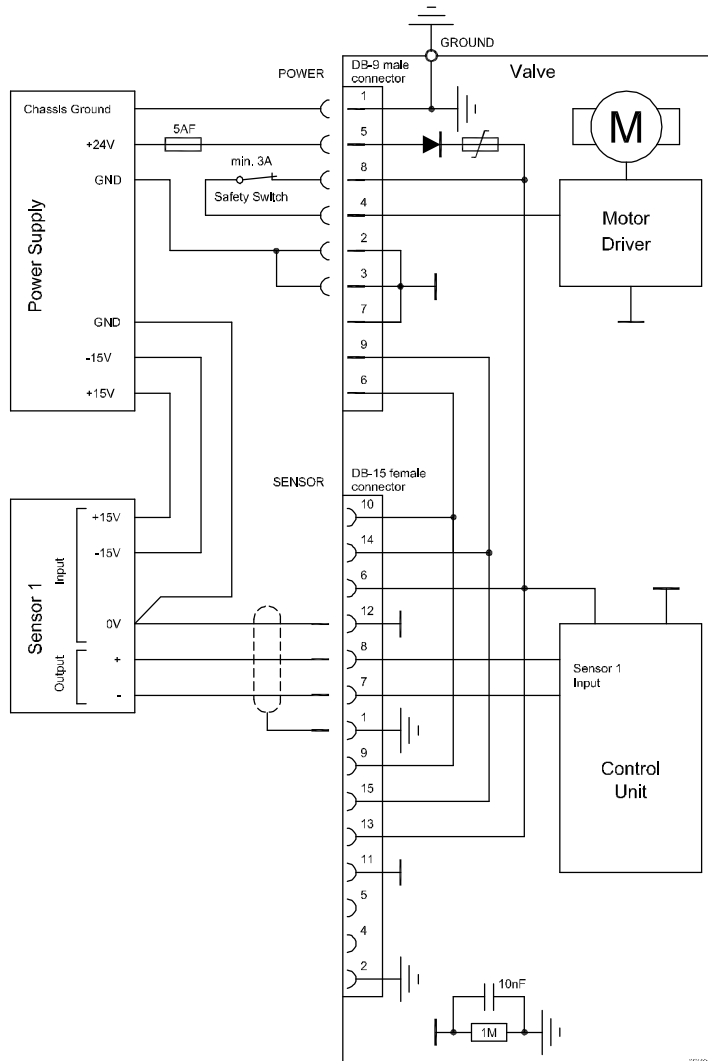 GROUND
POWER
DB-9 male
connector
Valve
Chassis Ground
+24V
5AF
GND
min. 3A
Safety Switch
Power Supply
1
5
8
4
2
3
7
9
6
M
Motor
Driver
GND
-15V
+15V
SENSOR
DB-15 female
connector
Sensor 1
Input
+15V
-15V
0V
Output
+
-
10
14
6
12
8
7
1
9
15
13
11
5
4
2
Sensor 1
Input
Control
Unit
10nF
1M